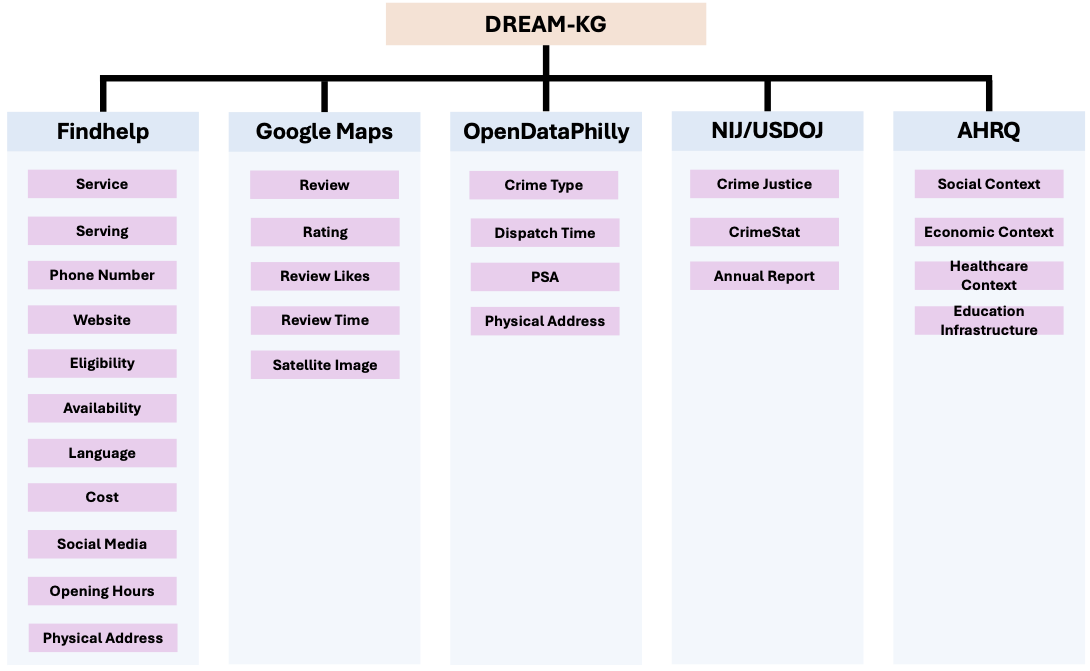 DREAM-KG
Findhelp
Service
Serving
Phone Number
Website
Eligibility
Availability
Language
Cost
Social Media
Opening Hours
Physical Address
Google Maps
Review
Rating
Review Likes
Review Time
Satellite Image
OpenDataPhilly
Crime Type
Dispatch Time
PSA
Physical Address
NIJ/USDOJ
Crime Justice
CrimeStat
Annual Report
AHRQ
Social Context
Economic Context
Healthcare
Context
Education
Infrastructure